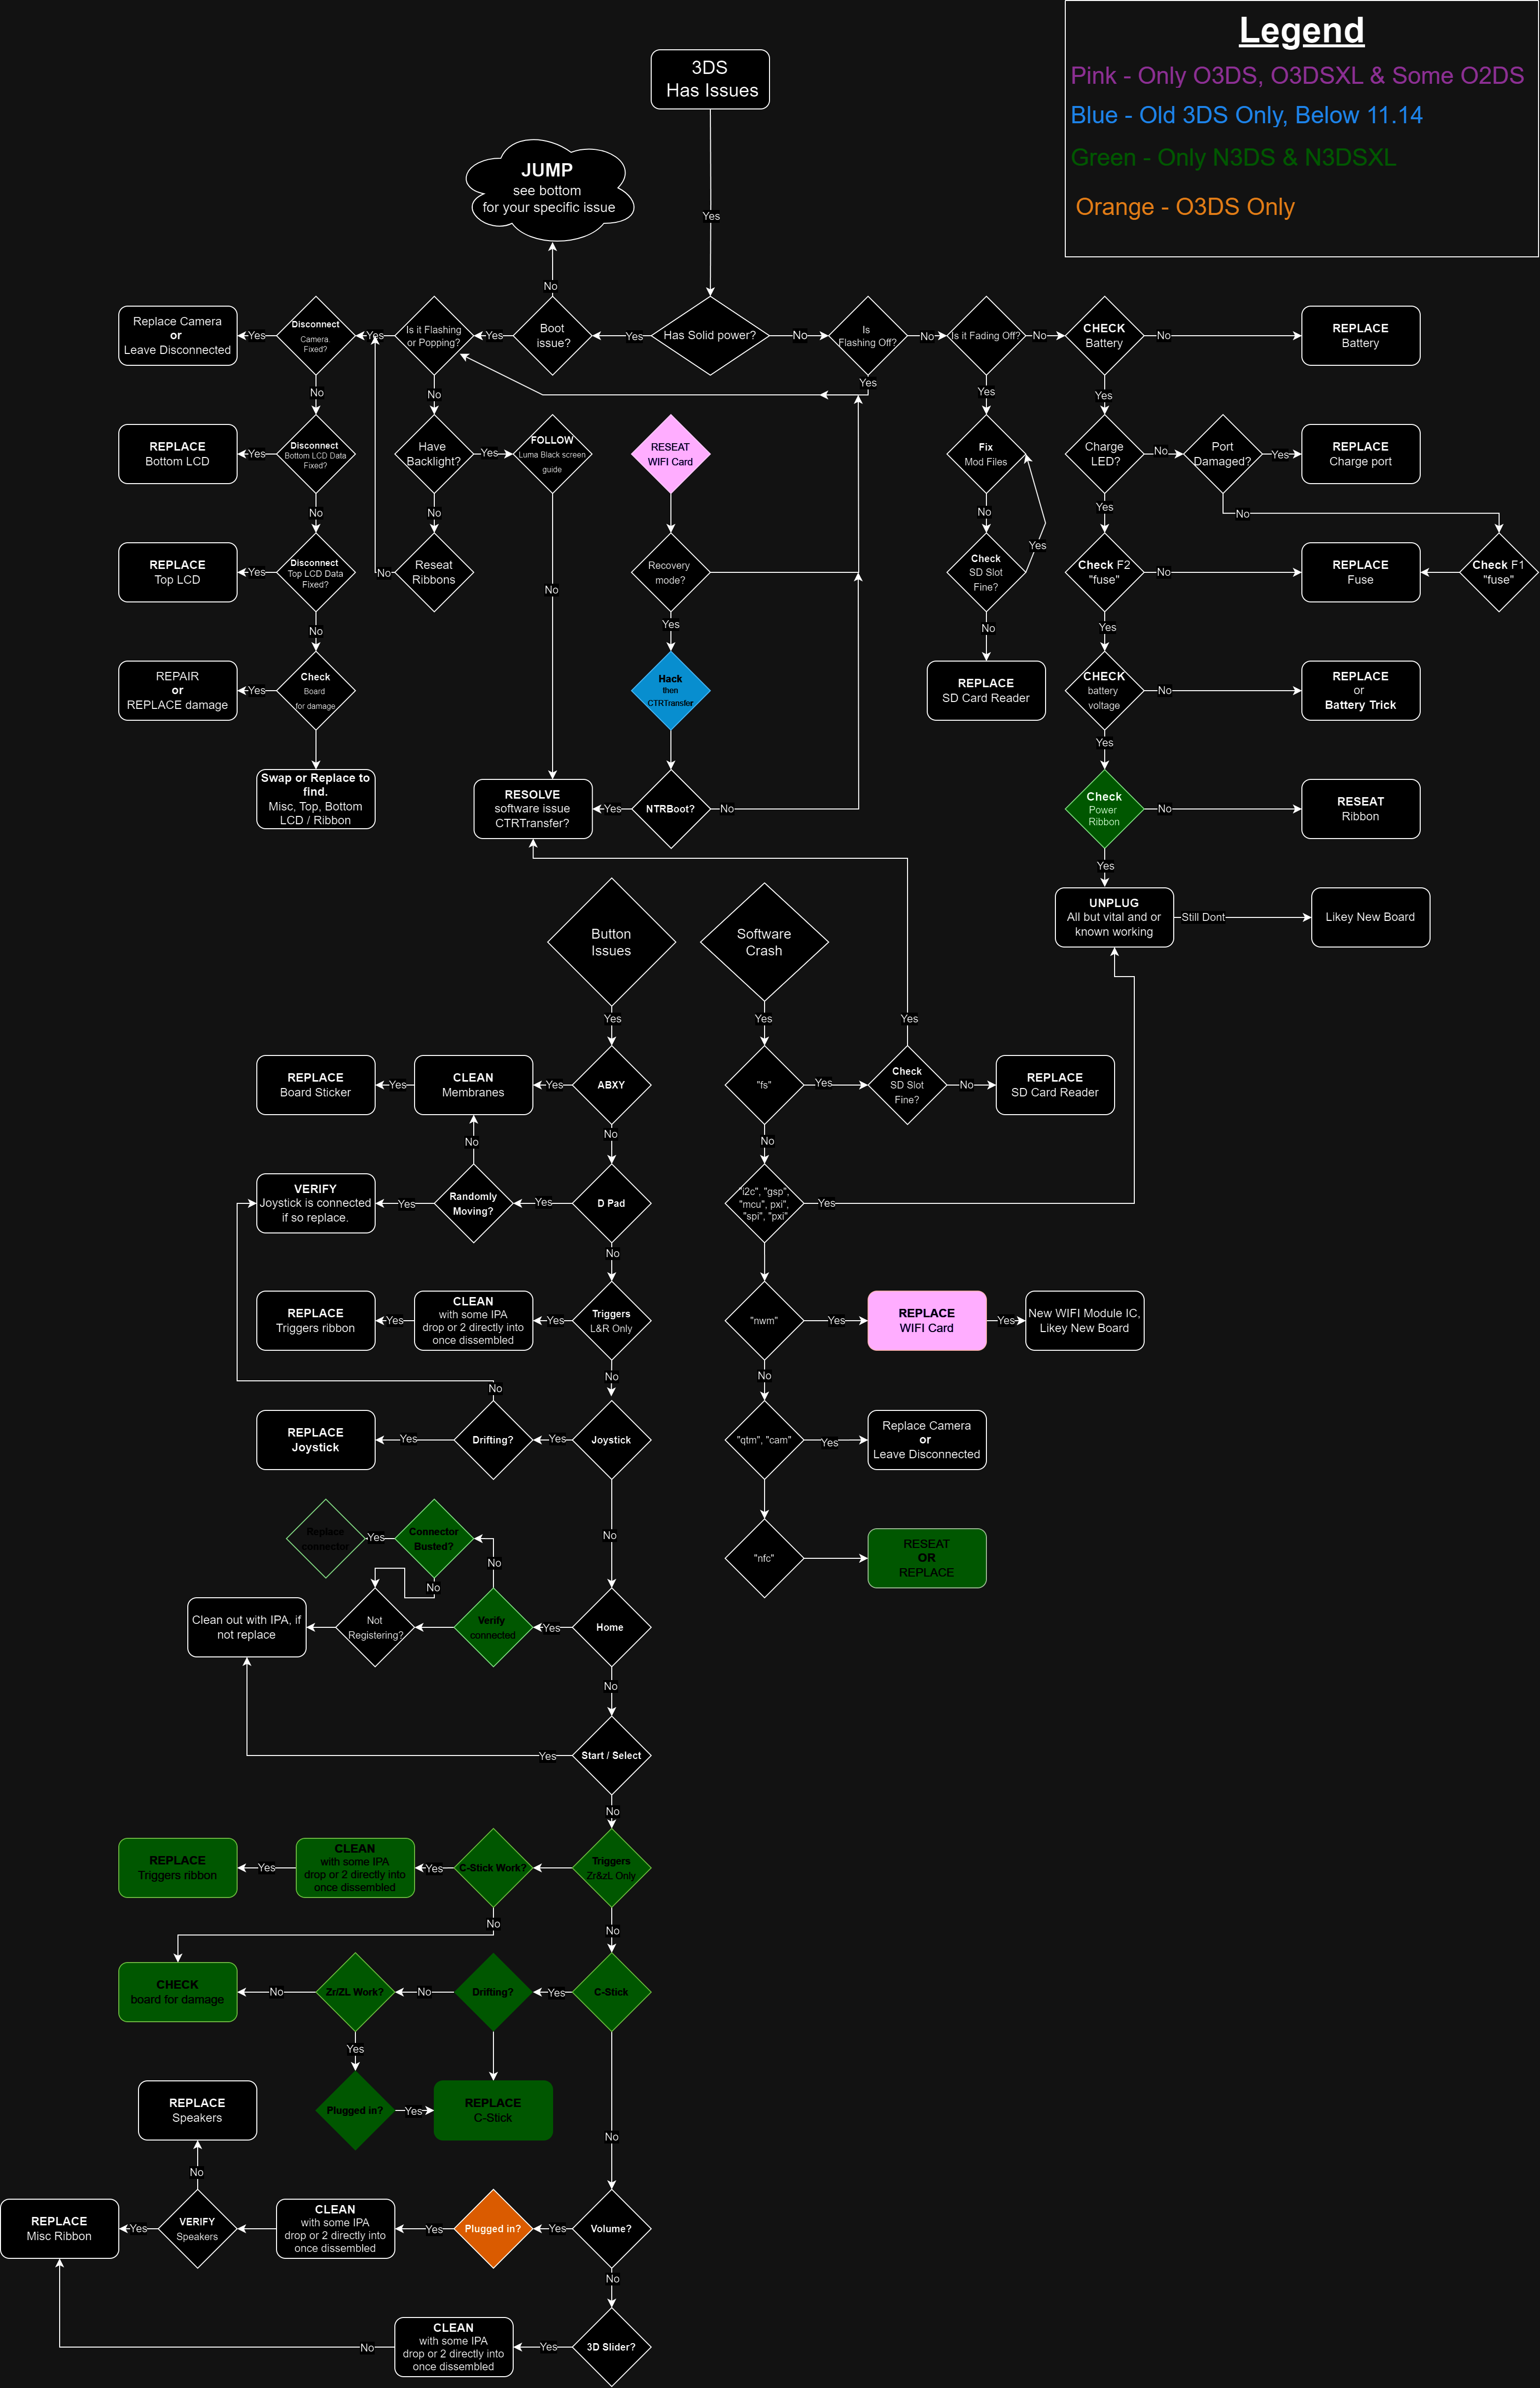 Legend
Pink - Only O3DS, O3DSXL & Some O2DS
Blue - Old 3DS Only, Below 11.14
Green - Only N3DS & N3DSXL
Orange - O3DS Only
3DS
Has Issues
Yes
JUMP
see bottom
for your specific issue
No
Replace Camera
or
Leave Disconnected
Yes
Disconnect
Camera
Fixed?
Yes
Is it Flashing
or Popping?
Yes
Boot
issue?
Yes
Has Solid power?
No
Is
Flashing Off?
No
Is it Fading Off?
No
CHECK
Battery
No
REPLACE
Battery
No
No
Yes
Yes
Yes
REPLACE
Bottom LCD
Yes
Disconnect
Bottom LCD Data
Fixed?
Have
Backlight?
Yes
FOLLOW
Luma Black screen
guide
RESEAT
WIFI Card
Fix
Mod Files
Charge
LED?
No
Port
Damaged?
Yes
REPLACE
Charge port
No
No
No
Yes
No
Yes
REPLACE
Top LCD
Yes
Disconnect
Top LCD Data
Fixed?
No
Reseat
Ribbons
No
Recovery
mode?
Check
SD Slot
Fine?
Check F2
"fuse"
No
REPLACE
Fuse
Check F1
"fuse"
No
Yes
No
Yes
REPAIR
or
REPLACE damage
Yes
Check
Board
for damage
Hack
then
CTRTransfer
REPLACE
SD Card Reader
CHECK
battery
voltage
No
REPLACE
or
Battery Trick
Yes
Swap or Replace to
find.
Misc, Top, Bottom
LCD / Ribbon
RESOLVE
software issue
CTRTransfer?
Yes
NTRBoot?
No
Check
Power
Ribbon
No
RESEAT
Ribbon
Yes
UNPLUG
All but vital and or
known working
Still Dont
Likey New Board
Button
Issues
Software
Crash
Yes
Yes
Yes
REPLACE
Board Sticker
Yes
CLEAN
Membranes
Yes
ABXY
"fs"
Yes
Check
SD Slot
Fine?
No
REPLACE
SD Card Reader
No
No
No
VERIFY
Joystick is connected
if so replace.
Yes
Randomly
Moving?
Yes
D Pad
"i2c", "gsp",
"mcu", pxi",
"spi", "pxi"
Yes
No
REPLACE
Triggers ribbon
Yes
CLEAN
with some IPA
drop or 2 directly into
once dissembled
Yes
Triggers
L&R Only
"nwm"
Yes
REPLACE
WIFI Card
Yes
New WIFI Module IC,
Likey New Board
No
No
No
REPLACE
Joystick
Yes
Drifting?
Yes
Joystick
"qtm", "cam"
Yes
Replace Camera
or
Leave Disconnected
No
Replace
connector
Yes
Connector
Busted?
No
No
"nfc"
RESEAT
OR
REPLACE
Clean out with IPA, if
not replace
Not
Registering?
Verify
connected
Yes
Home
No
Yes
Start / Select
No
REPLACE
Triggers ribbon
Yes
CLEAN
with some IPA
drop or 2 directly into
once dissembled
Yes
C-Stick Work?
Triggers
Zr&zL Only
No
No
CHECK
board for damage
No
Zr/ZL Work?
No
Drifting?
Yes
C-Stick
Yes
Plugged in?
Yes
REPLACE
C-Stick
REPLACE
Speakers
No
No
REPLACE
Misc Ribbon
Yes
VERIFY
Speakers
CLEAN
with some IPA
drop or 2 directly into
once dissembled
Yes
Plugged in?
Yes
Volume?
No
No
CLEAN
with some IPA
drop or 2 directly into
once dissembled
Yes
3D Slider?